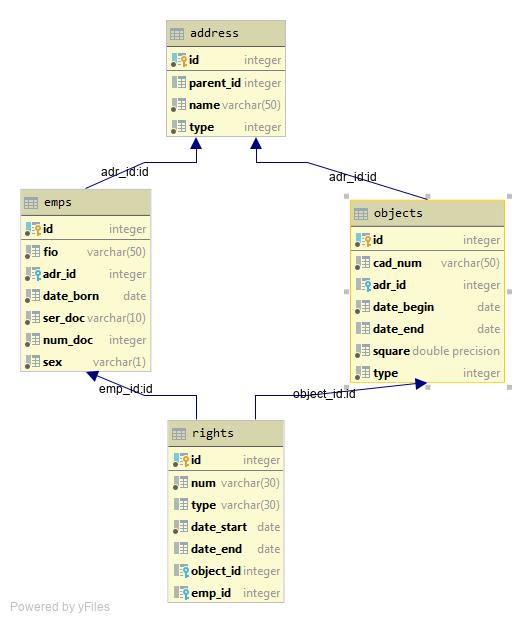 address
id integer
parent_id integer
name varchar(50)
type integer
adr_id:id
adr_id:id
emps
id integer
fio varchar(50)
adr_id integer
date_born date
ser_doc varchar(10)
num_doc integer
sex varchar(1)
objects
id integer
cad_num varchar(50)
adr_id integer
date_begin date
date_end date
square double precision
type integer
emp_id:id
object_id:id
rights
id integer
num varchar(30)
type varchar(30)
date_start date
date_end date
object_id integer
emp_id integer
Powered by yFiles